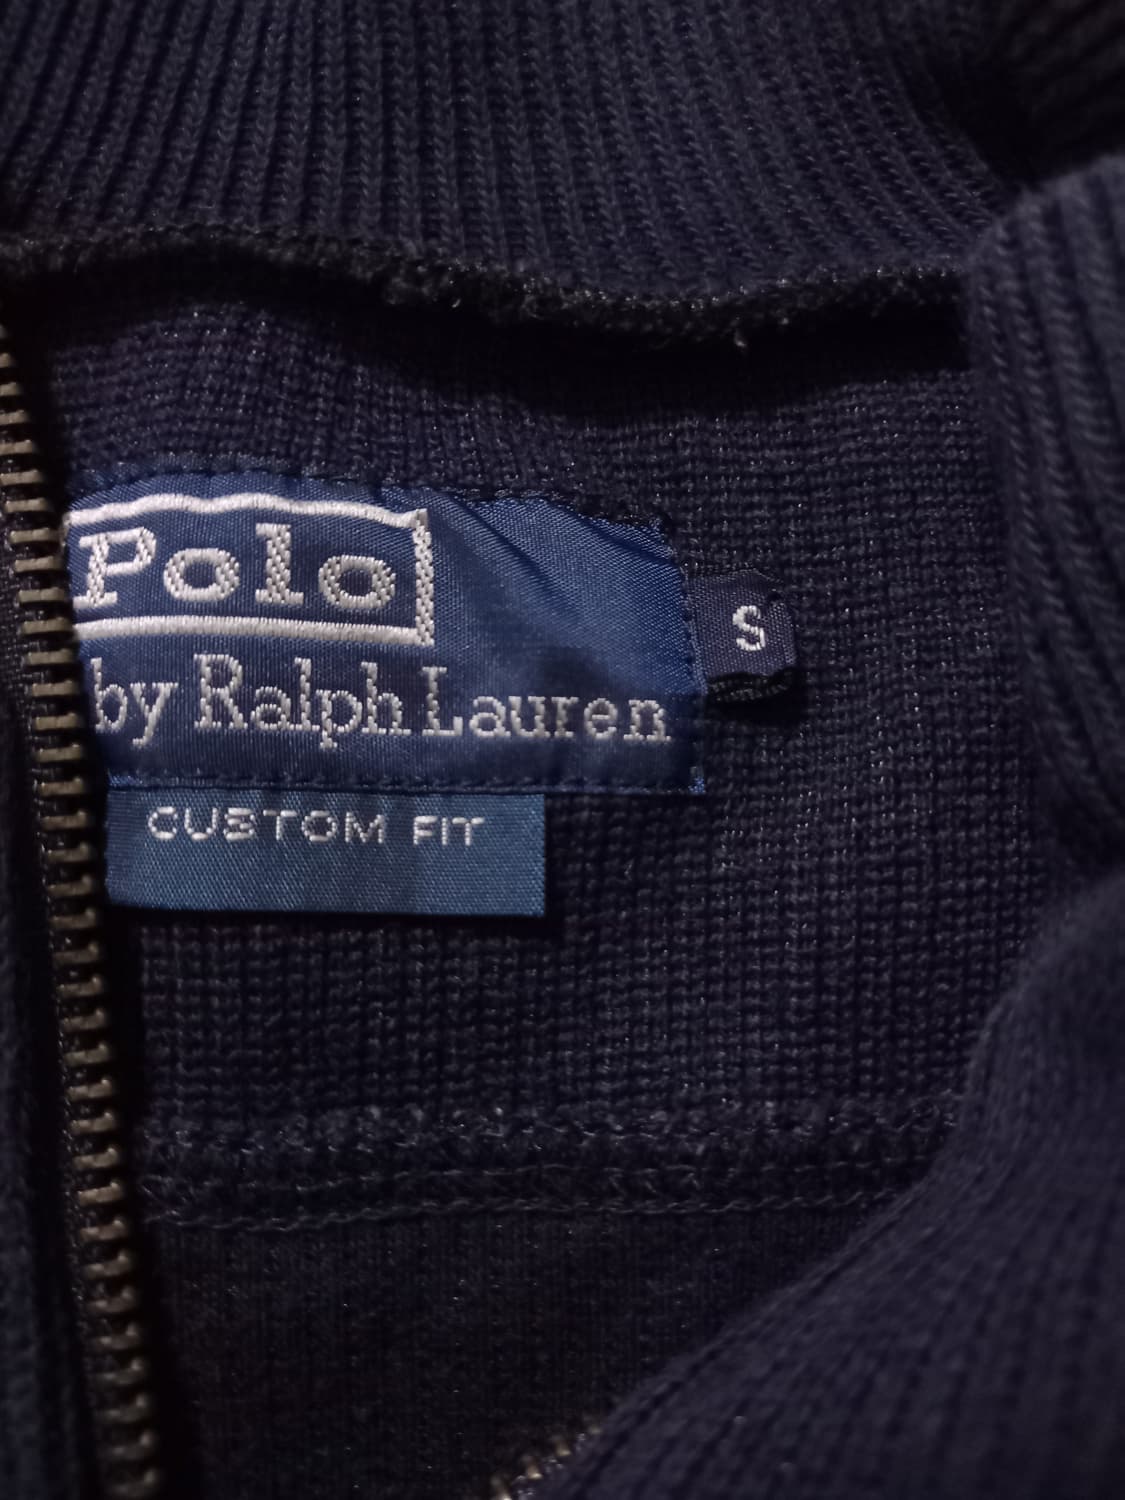 Polo
by Ralph Lauren
S
CUSTOM FIT